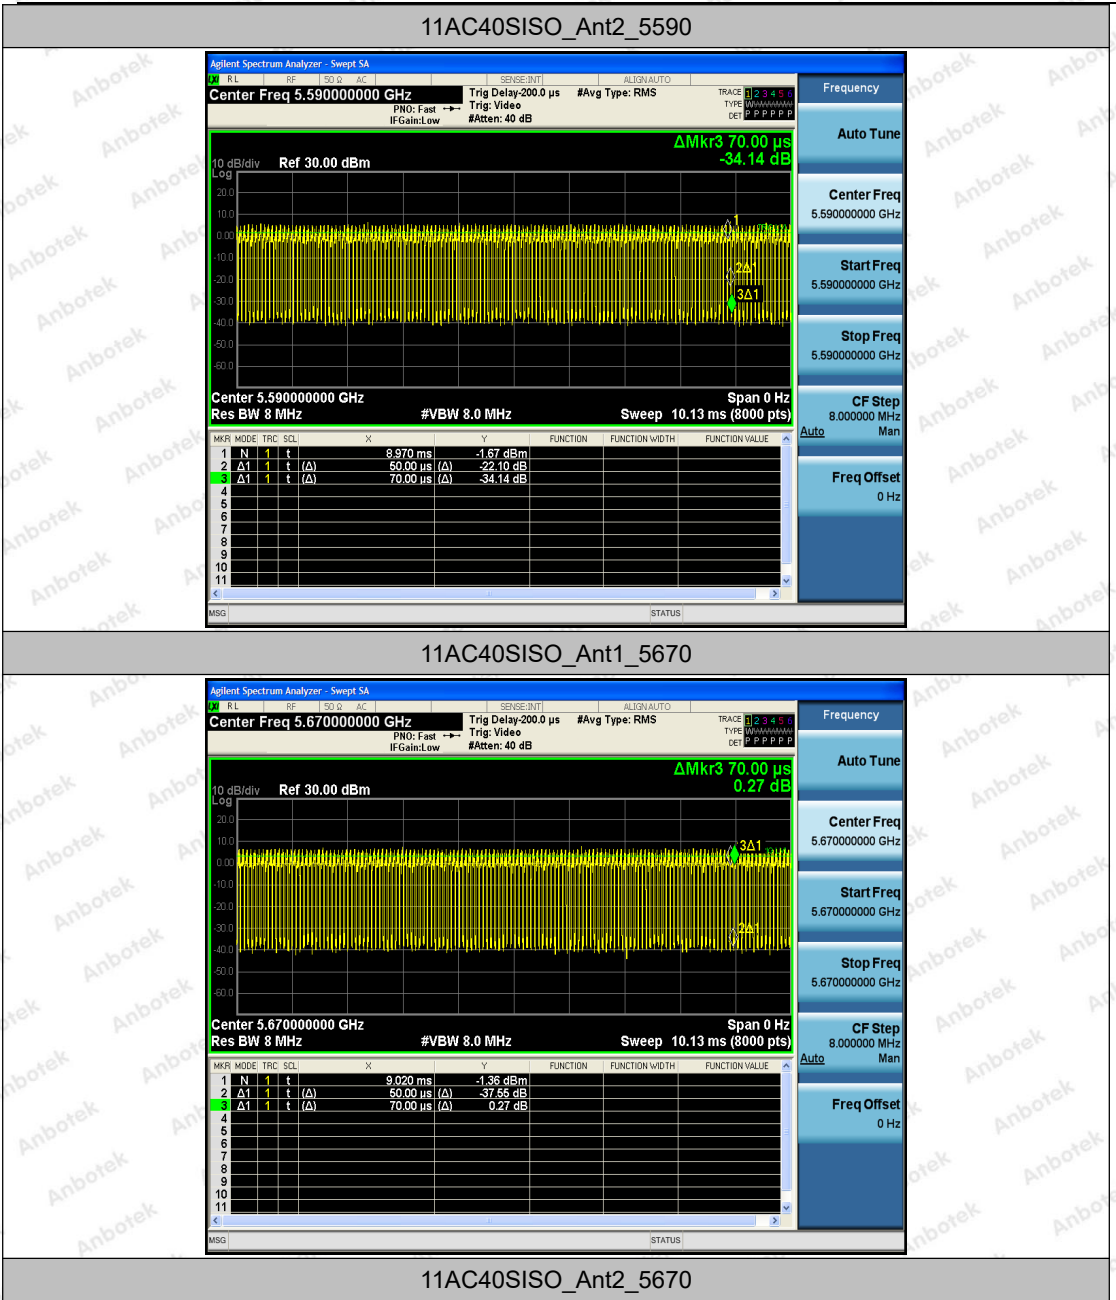 11AC40SISO_Ant2_5590
Agilent Spectrum Analyzer - Swept SA
LXI RL RF 50 Ω AC SENSE:INT ALIGNAUTO
Center Freq 5.590000000 GHz
PNO: Fast
IFGain:Low
Trig Delay-200.0 µs
Trig: Video
#Atten: 40 dB
#Avg Type: RMS
TRACE 1 2 3 4 5 6
TYPE
DET P P P P P P
ΔMkr3 70.00 µs
-34.14 dB
10 dB/div Ref 30.00 dBm
Log
20.0
10.0
0.00
-10.0
-20.0
-30.0
-40.0
-50.0
-60.0
1
2Δ1
3Δ1
Center 5.590000000 GHz Span 0 Hz
Res BW 8 MHz #VBW 8.0 MHz Sweep 10.13 ms (8000 pts)
MKR MODE TRC SCL X Y FUNCTION FUNCTION WIDTH FUNCTION VALUE
1 N 1 t 8.970 ms -1.67 dBm
2 Δ1 1 t (Δ) 50.00 µs (Δ) -22.10 dB
3 Δ1 1 t (Δ) 70.00 µs (Δ) -34.14 dB
4
5
6
7
8
9
10
11
MSG STATUS
Frequency
Auto Tune
Center Freq
5.590000000 GHz
Start Freq
5.590000000 GHz
Stop Freq
5.590000000 GHz
CF Step
8.000000 MHz
Auto Man
Freq Offset
0 Hz
11AC40SISO_Ant1_5670
Agilent Spectrum Analyzer - Swept SA
LXI RL RF 50 Ω AC SENSE:INT ALIGNAUTO
Center Freq 5.670000000 GHz
PNO: Fast
IFGain:Low
Trig Delay-200.0 µs
Trig: Video
#Atten: 40 dB
#Avg Type: RMS
TRACE 1 2 3 4 5 6
TYPE
DET P P P P P P
ΔMkr3 70.00 µs
0.27 dB
10 dB/div Ref 30.00 dBm
Log
20.0
10.0
0.00
-10.0
-20.0
-30.0
-40.0
-50.0
-60.0
3Δ1
2Δ1
Center 5.670000000 GHz Span 0 Hz
Res BW 8 MHz #VBW 8.0 MHz Sweep 10.13 ms (8000 pts)
MKR MODE TRC SCL X Y FUNCTION FUNCTION WIDTH FUNCTION VALUE
1 N 1 t 9.020 ms -1.36 dBm
2 Δ1 1 t (Δ) 50.00 µs (Δ) -37.55 dB
3 Δ1 1 t (Δ) 70.00 µs (Δ) 0.27 dB
4
5
6
7
8
9
10
11
MSG STATUS
Frequency
Auto Tune
Center Freq
5.670000000 GHz
Start Freq
5.670000000 GHz
Stop Freq
5.670000000 GHz
CF Step
8.000000 MHz
Auto Man
Freq Offset
0 Hz
11AC40SISO_Ant2_5670